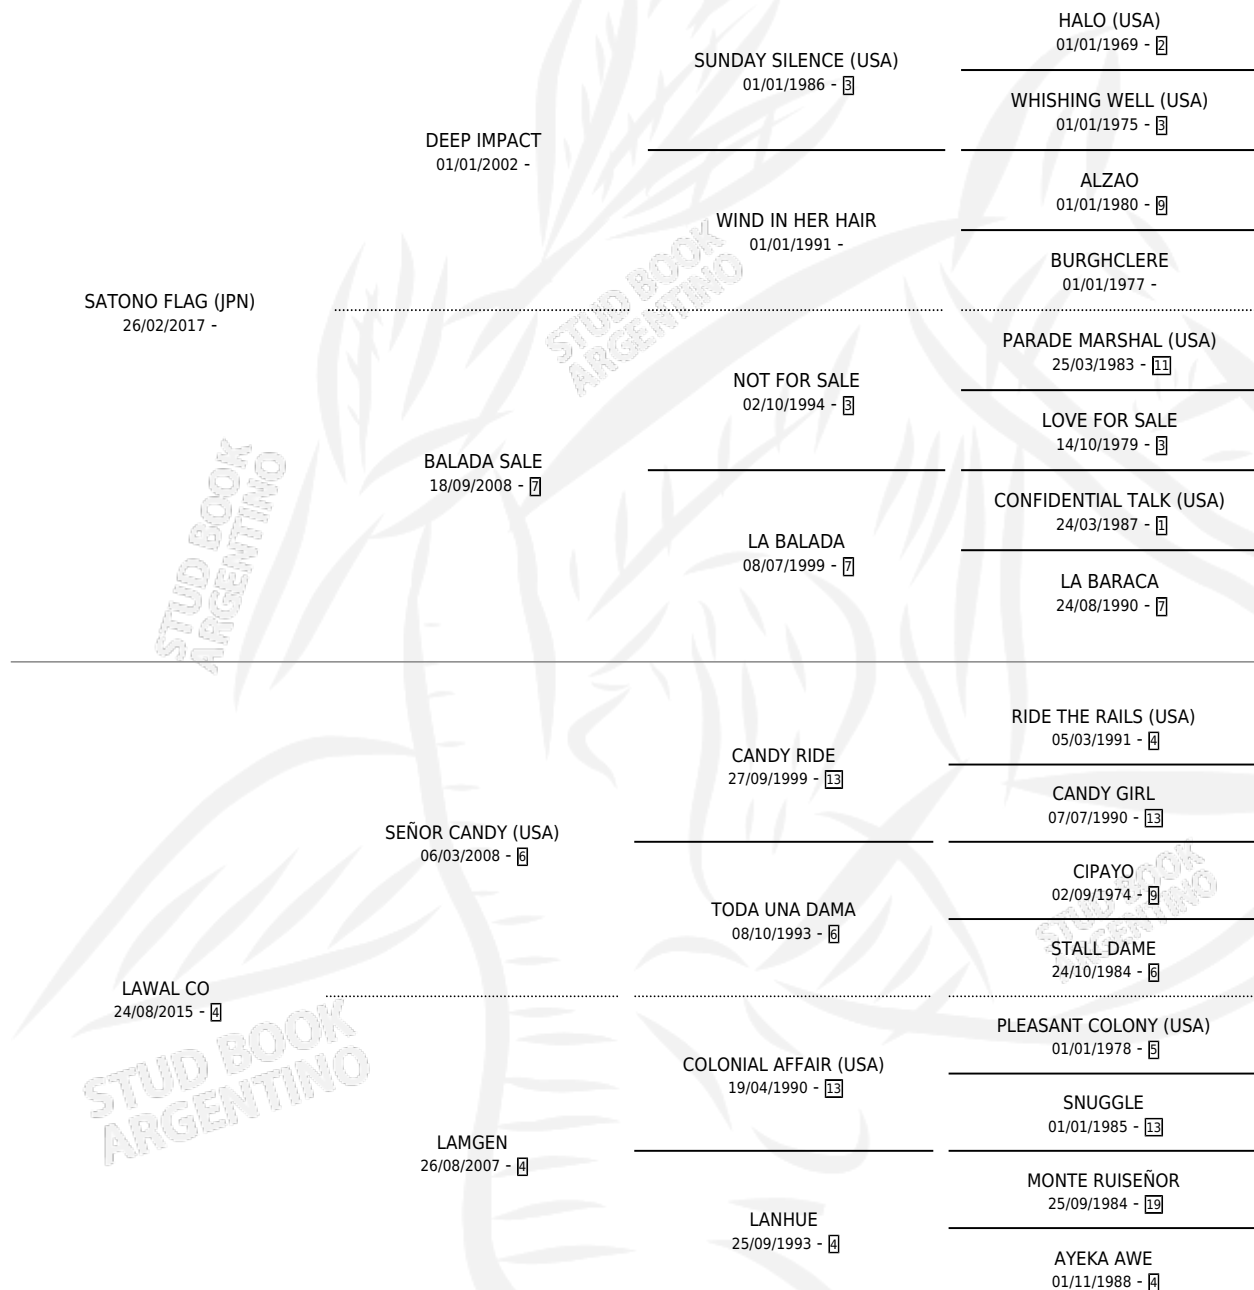 HALO (USA)
01/01/1969 - 2
SUNDAY SILENCE (USA)
01/01/1986 - 3
WHISHING WELL (USA)
01/01/1975 - 3
DEEP IMPACT
01/01/2002 -
ALZAO
01/01/1980 - 9
WIND IN HER HAIR
01/01/1991 -
BURGHCLERE
01/01/1977 -
SATONO FLAG (JPN)
26/02/2017 -
STUD BOOK
ARGENTINO
PARADE MARSHAL (USA)
25/03/1983 - 11
NOT FOR SALE
02/10/1994 - 3
LOVE FOR SALE
14/10/1979 - 3
BALADA SALE
18/09/2008 - 7
CONFIDENTIAL TALK (USA)
24/03/1987 - 1
LA BALADA
08/07/1999 - 7
LA BARACA
24/08/1990 - 7
STUD BOOK
ARGENTINO
RIDE THE RAILS (USA)
05/03/1991 - 4
CANDY RIDE
27/09/1999 - 13
CANDY GIRL
07/07/1990 - 13
SEÑOR CANDY (USA)
06/03/2008 - 6
CIPAYO
02/09/1974 - 9
TODA UNA DAMA
08/10/1993 - 6
STALL DAME
24/10/1984 - 6
STUD BOOK
ARGENTINO
LAWAL CO
24/08/2015 - 4
PLEASANT COLONY (USA)
01/01/1978 - 5
COLONIAL AFFAIR (USA)
19/04/1990 - 13
SNUGGLE
01/01/1985 - 13
STUD BOOK
ARGENTINO
LAMGEN
26/08/2007 - 4
MONTE RUISEÑOR
25/09/1984 - 19
LANHUE
25/09/1993 - 4
AYEKA AWE
01/11/1988 - 4